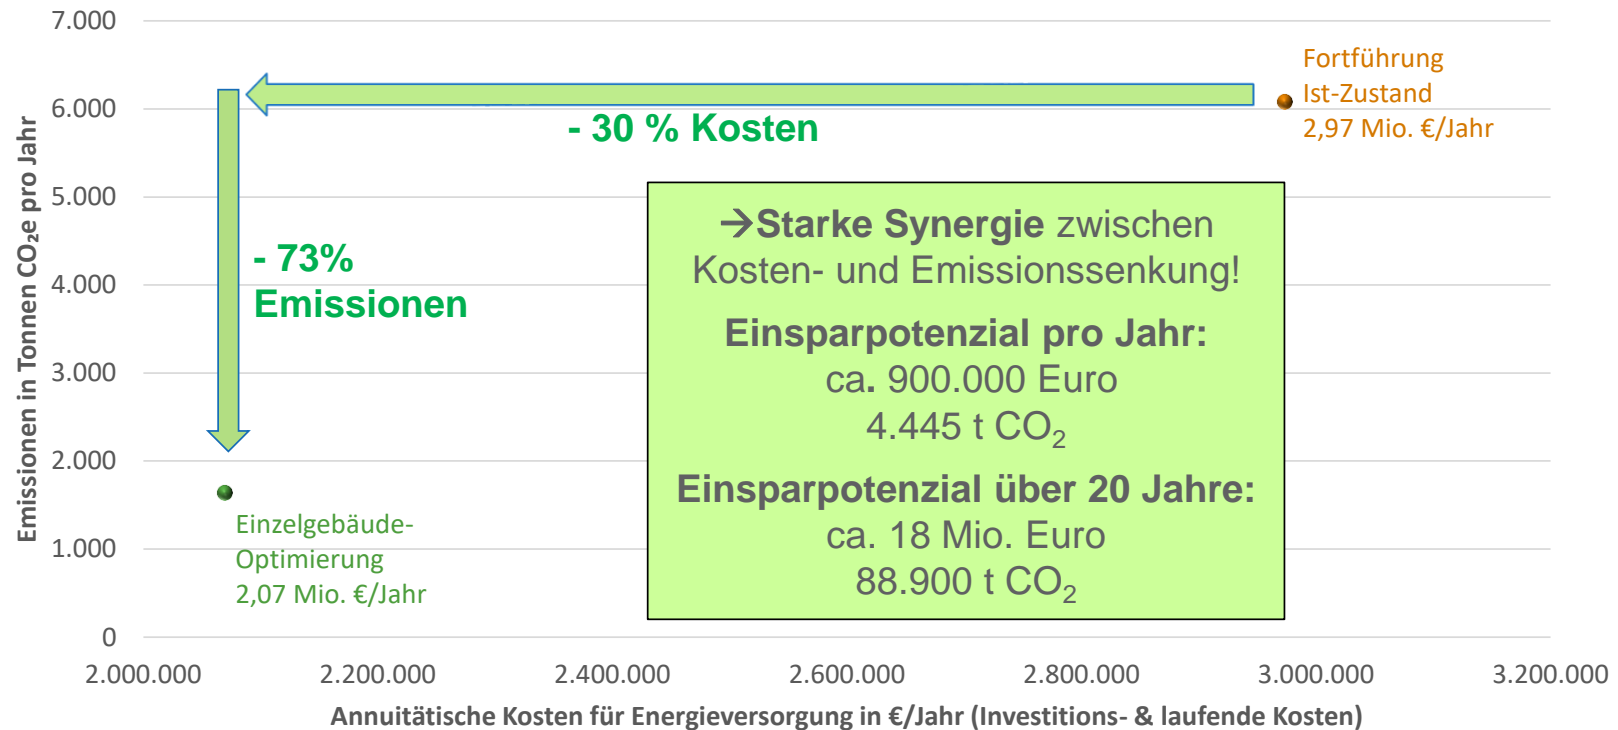 Emissionen in Tonnen CO₂e pro Jahr
7.000
6.000
5.000
4.000
3.000
2.000
1.000
0
Fortführung
Ist-Zustand
2,97 Mio. €/Jahr
- 30 % Kosten
- 73%
Emissionen
→Starke Synergie zwischen
Kosten- und Emissionssenkung!
Einsparpotenzial pro Jahr:
ca. 900.000 Euro
4.445 t CO₂
Einsparpotenzial über 20 Jahre:
ca. 18 Mio. Euro
88.900 t CO₂
Einzelgebäude-
Optimierung
2,07 Mio. €/Jahr
2.000.000 2.200.000 2.400.000 2.600.000 2.800.000 3.000.000 3.200.000
Annuitätische Kosten für Energieversorgung in €/Jahr (Investitions- & laufende Kosten)